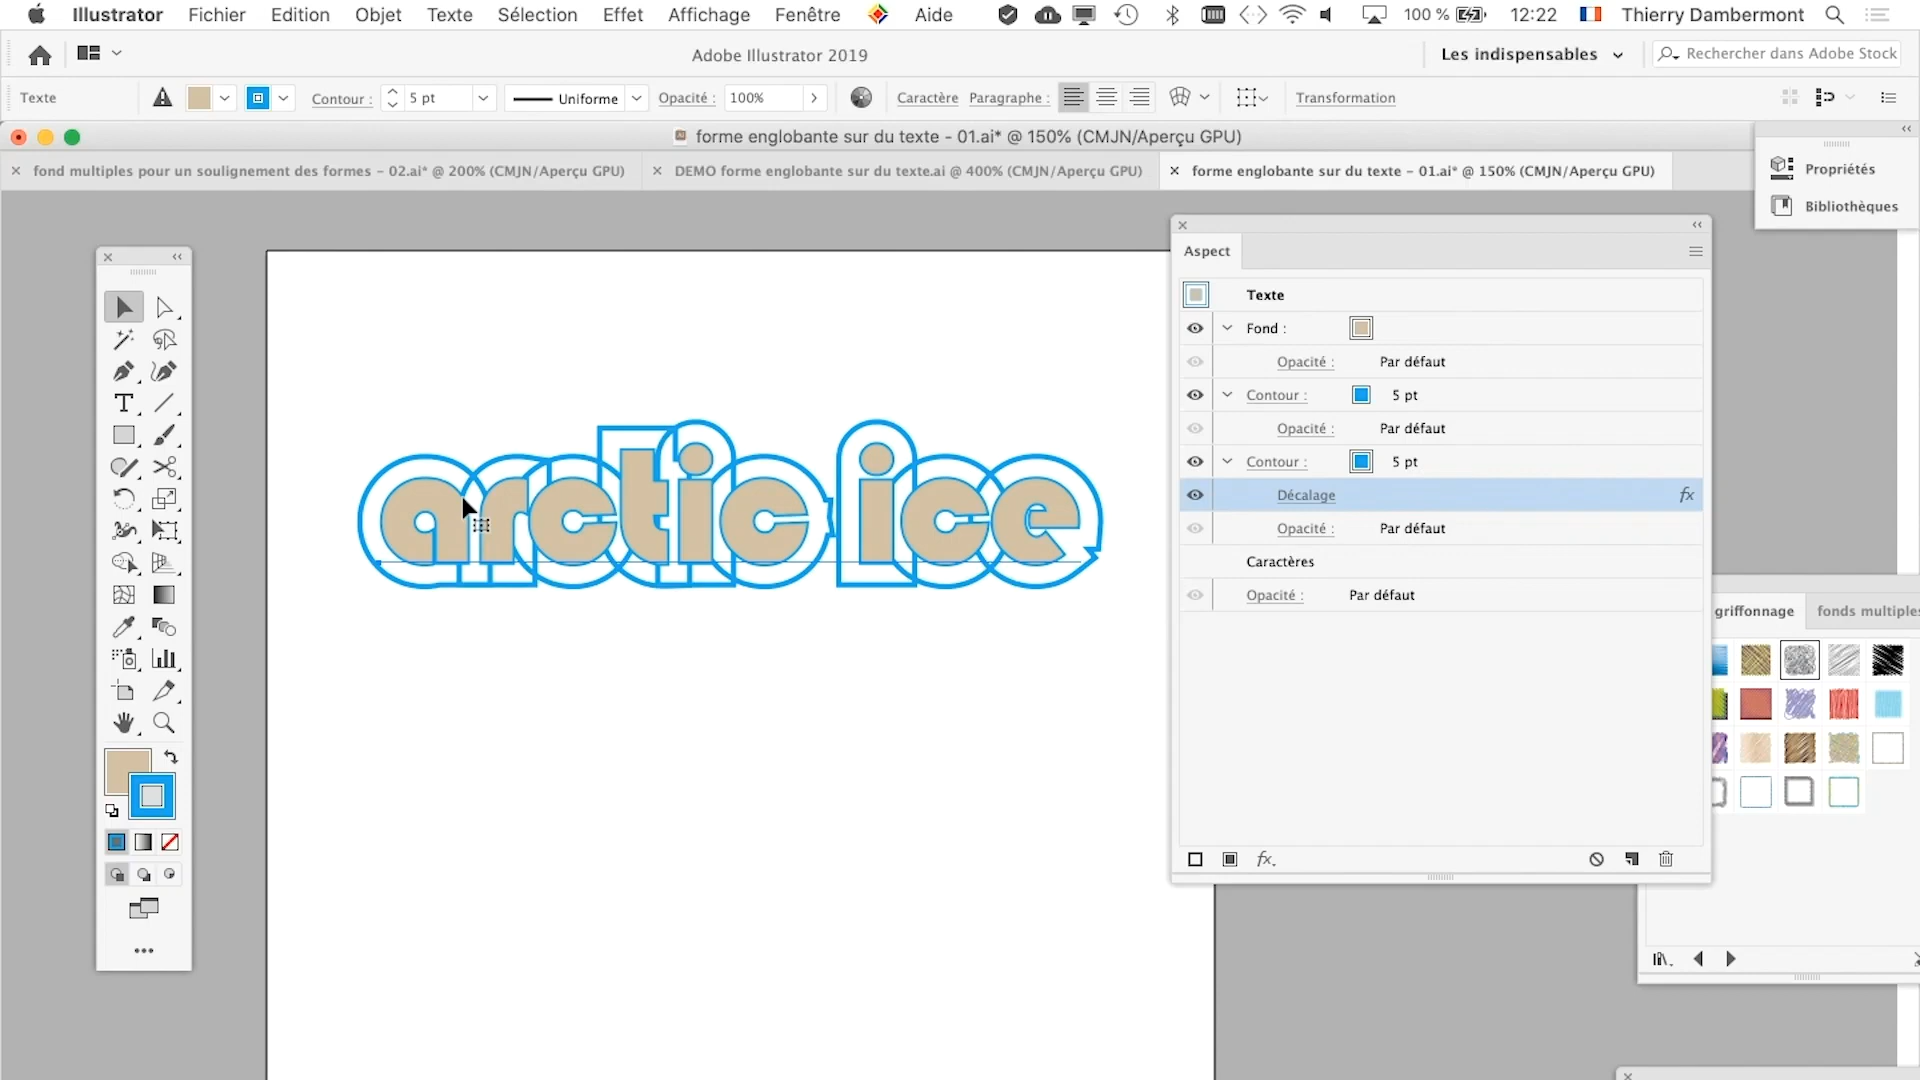 Illustrator Fichier Edition Objet Texte Sélection Effet Affichage Fenêtre Aide 100 % 12:22 Thierry Dambermont
Adobe Illustrator 2019 Les indispensables Rechercher dans Adobe Stock
Texte Contour : 5 pt Uniforme Opacité : 100% Caractère Paragraphe : Transformation
forme englobante sur du texte - 01.ai* @ 150% (CMJN/Aperçu GPU)
fond multiples pour un soulignement des formes - 02.ai* @ 200% (CMJN/Aperçu GPU) DEMO forme englobante sur du texte.ai @ 400% (CMJN/Aperçu GPU) forme englobante sur du texte - 01.ai* @ 150% (CMJN/Aperçu GPU)
Propriétés
Bibliothèques
Aspect
Texte
Fond :
Opacité : Par défaut
Contour : 5 pt
Opacité : Par défaut
Contour : 5 pt
Décalage fx
Opacité : Par défaut
Caractères
Opacité : Par défaut
fx
arctic ice
griffonnage fonds multiples
T